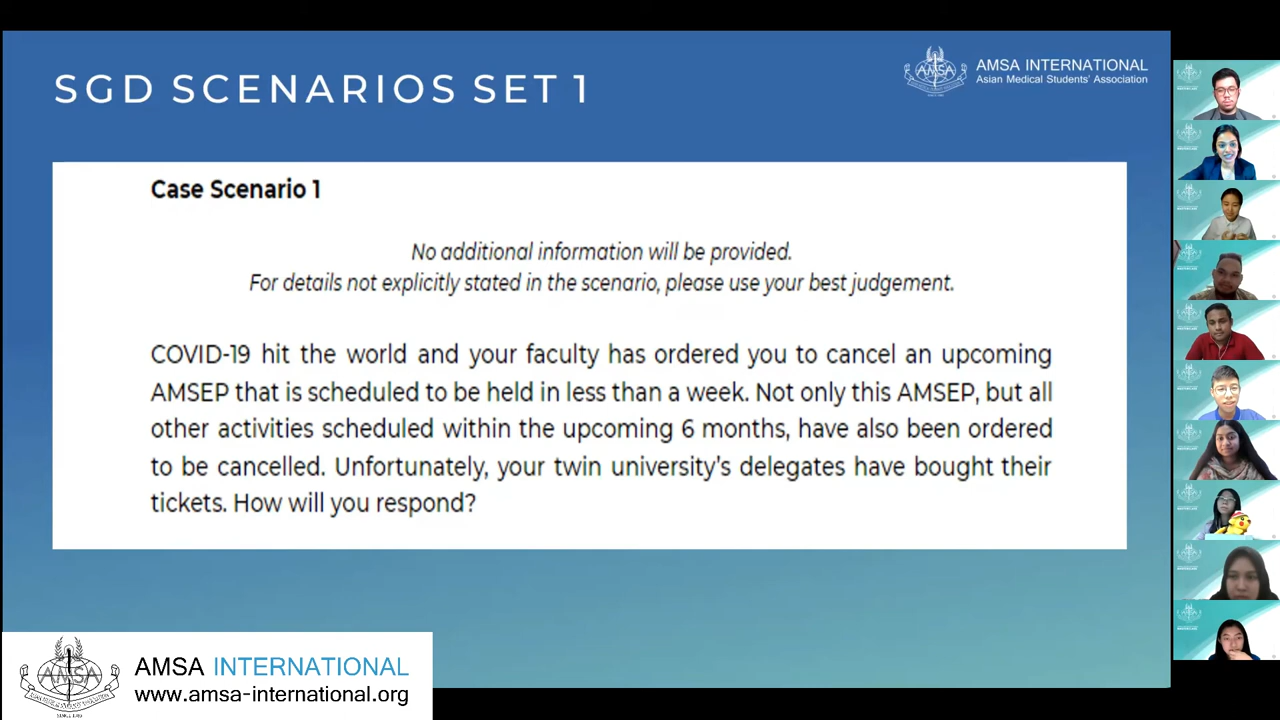 SGD SCENARIOS SET 1
AMSA
AMSA INTERNATIONAL
Asian Medical Students' Association
Case Scenario 1
No additional information will be provided.
For details not explicitly stated in the scenario, please use your best judgement.
COVID-19 hit the world and your faculty has ordered you to cancel an upcoming
AMSEP that is scheduled to be held in less than a week. Not only this AMSEP, but all
other activities scheduled within the upcoming 6 months, have also been ordered
to be cancelled. Unfortunately, your twin university's delegates have bought their
tickets. How will you respond?
AMSA
AMSA INTERNATIONAL
www.amsa-international.org